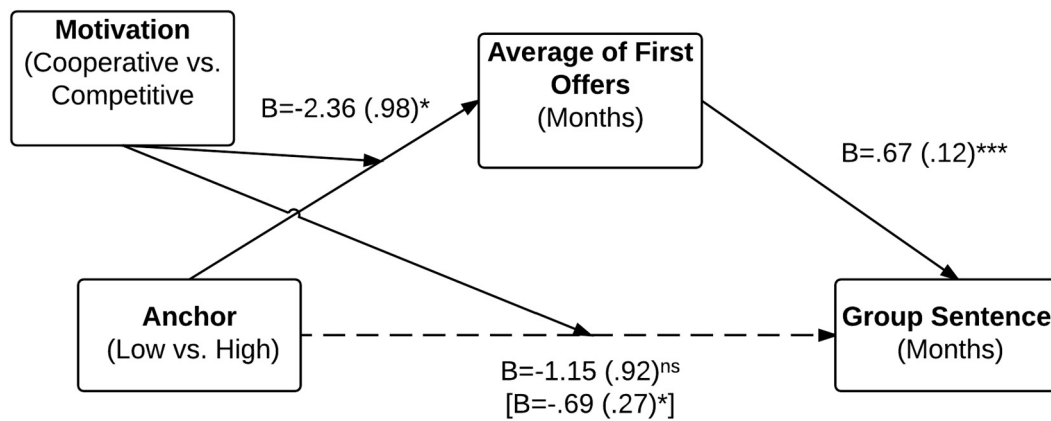 Motivation
(Cooperative vs.
Competitive
Average of First
Offers
(Months)
B=-2.36 (.98)*
B=.67 (.12)***
Anchor
(Low vs. High)
Group Sentence
(Months)
B=-1.15 (.92)ns
[B=-.69 (.27)*]